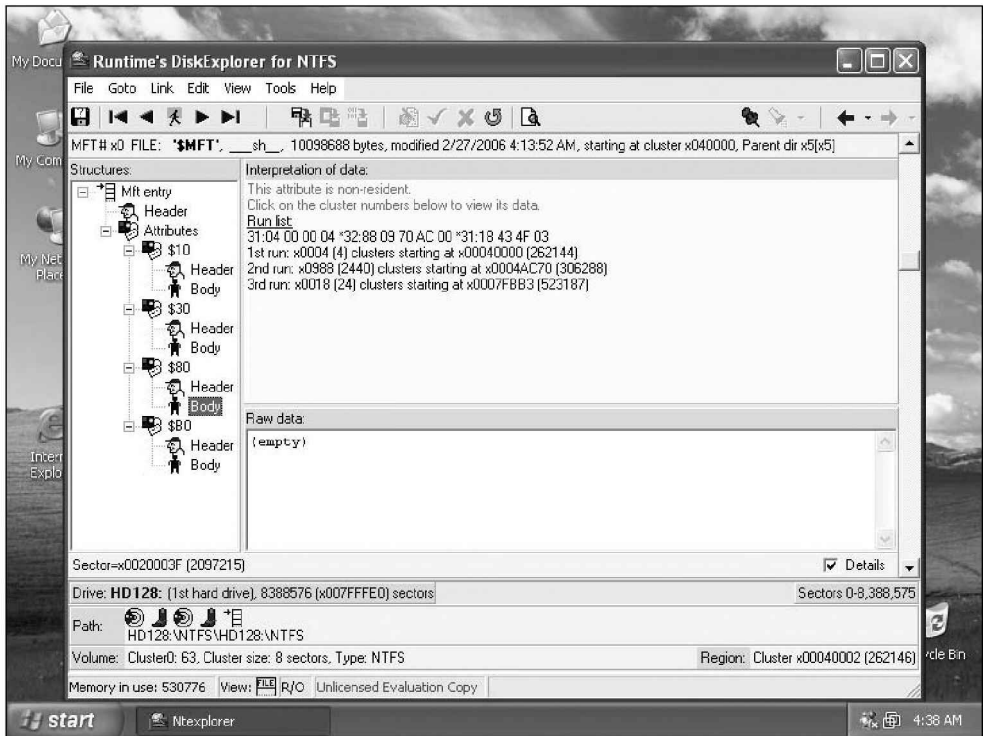 My Docu
My Com
My Net
Place
Inter
Explo
Runtime's DiskExplorer for NTFS
File Goto Link Edit View Tools Help
MFT# x0 FILE: '$MFT', ___sh__, 10098688 bytes, modified 2/27/2006 4:13:52 AM, starting at cluster x040000, Parent dir x5[x5]
Structures:
Mft entry
Header
Attributes
$10
Header
Body
$30
Header
Body
$80
Header
Body
$B0
Header
Body
Interpretation of data:
This attribute is non-resident.
Click on the cluster numbers below to view its data.
Run list:
31:04 00 00 04 *32:88 09 70 AC 00 *31:18 43 4F 03
1st run: x0004 (4) clusters starting at x00040000 (262144)
2nd run: x0988 (2440) clusters starting at x0004AC70 (306288)
3rd run: x0018 (24) clusters starting at x0007FBB3 (523187)
Raw data:
(empty)
Sector=x0020003F (2097215)
Details
Drive: HD128: (1st hard drive), 8388576 (x007FFFE0) sectors
Sectors 0-8,388,575
Path:
HD128:\NTFS\HD128:\NTFS
Volume: Cluster0: 63, Cluster size: 8 sectors, Type: NTFS
Region: Cluster x00040002 (262146)
Memory in use: 530776 View: FILE R/O Unlicensed Evaluation Copy
ycle Bin
start
Ntexplorer
4:38 AM